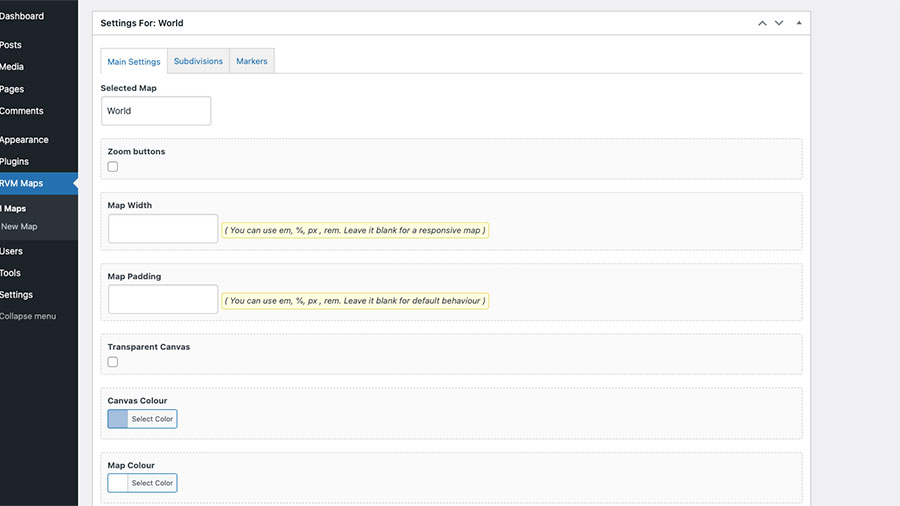 Dashboard
Posts
Media
Pages
Comments
Appearance
Plugins
RVM Maps
Maps
New Map
Users
Tools
Settings
Collapse menu
Settings For: World
Main Settings
Subdivisions
Markers
Selected Map
World
Zoom buttons
Map Width
( You can use em, %, px , rem. Leave it blank for a responsive map )
Map Padding
( You can use em, %, px , rem. Leave it blank for default behaviour )
Transparent Canvas
Canvas Colour
Select Color
Map Colour
Select Color